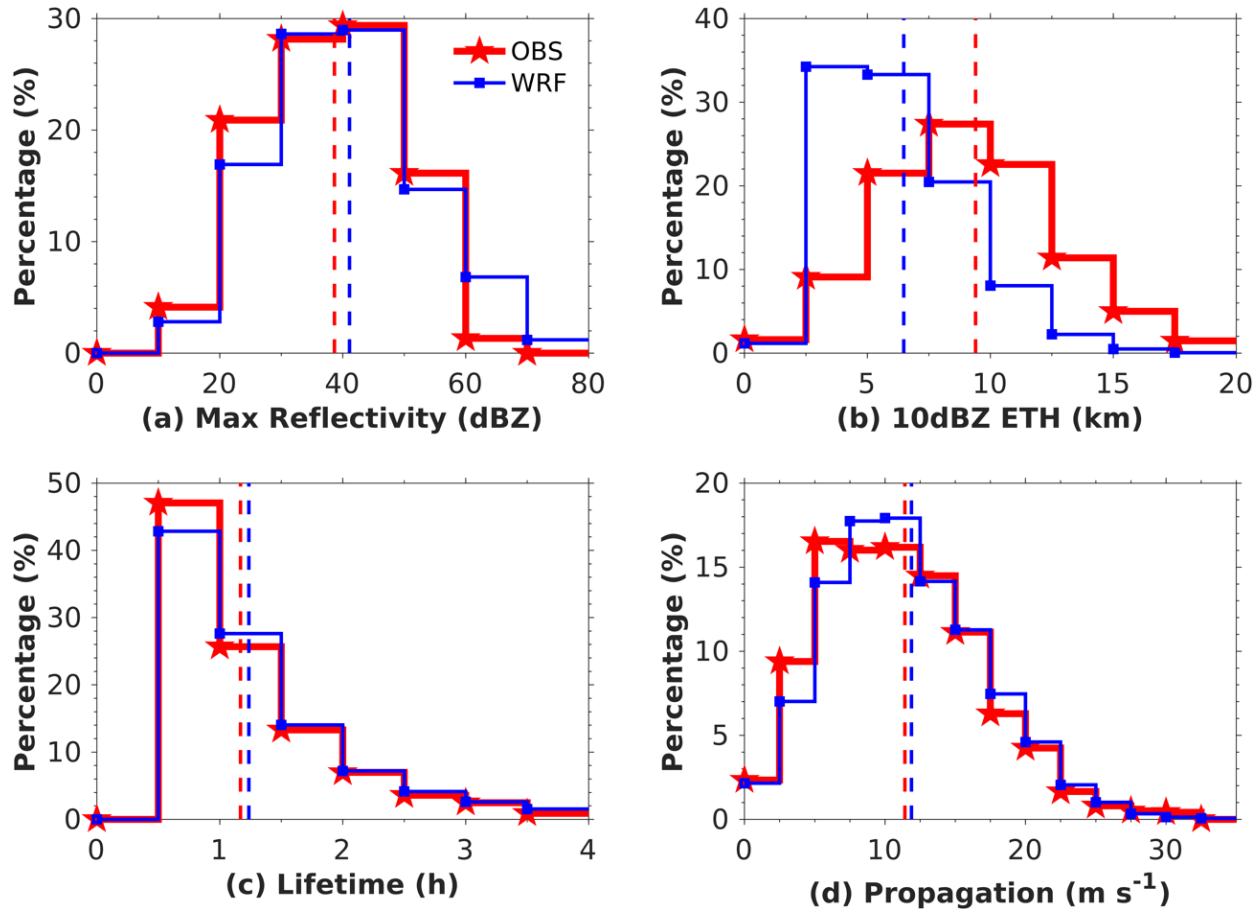 30
20
10
0
Percentage (%)
OBS
WRF
0 20 40 60 80
(a) Max Reflectivity (dBZ)
40
30
20
10
0
Percentage (%)
0 5 10 15 20
(b) 10dBZ ETH (km)
50
40
30
20
10
0
Percentage (%)
0 1 2 3 4
(c) Lifetime (h)
20
15
10
5
0
Percentage (%)
0 10 20 30
(d) Propagation (m s⁻¹)